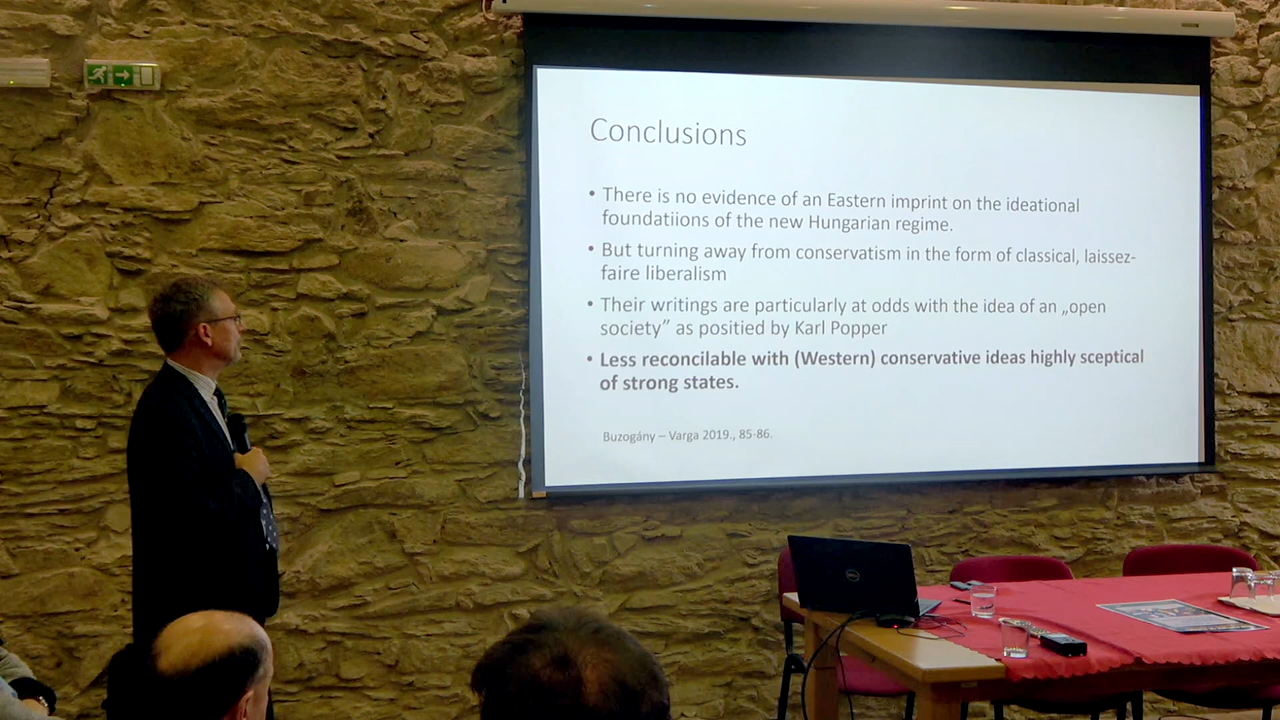 Conclusions
• There is no evidence of an Eastern imprint on the ideational
foundatiions of the new Hungarian regime.
• But turning away from conservatism in the form of classical, laissez-
faire liberalism
• Their writings are particularly at odds with the idea of an „open
society” as positied by Karl Popper
• Less reconcilable with (Western) conservative ideas highly sceptical
of strong states.
Buzogány – Varga 2019., 85-86.
DELL